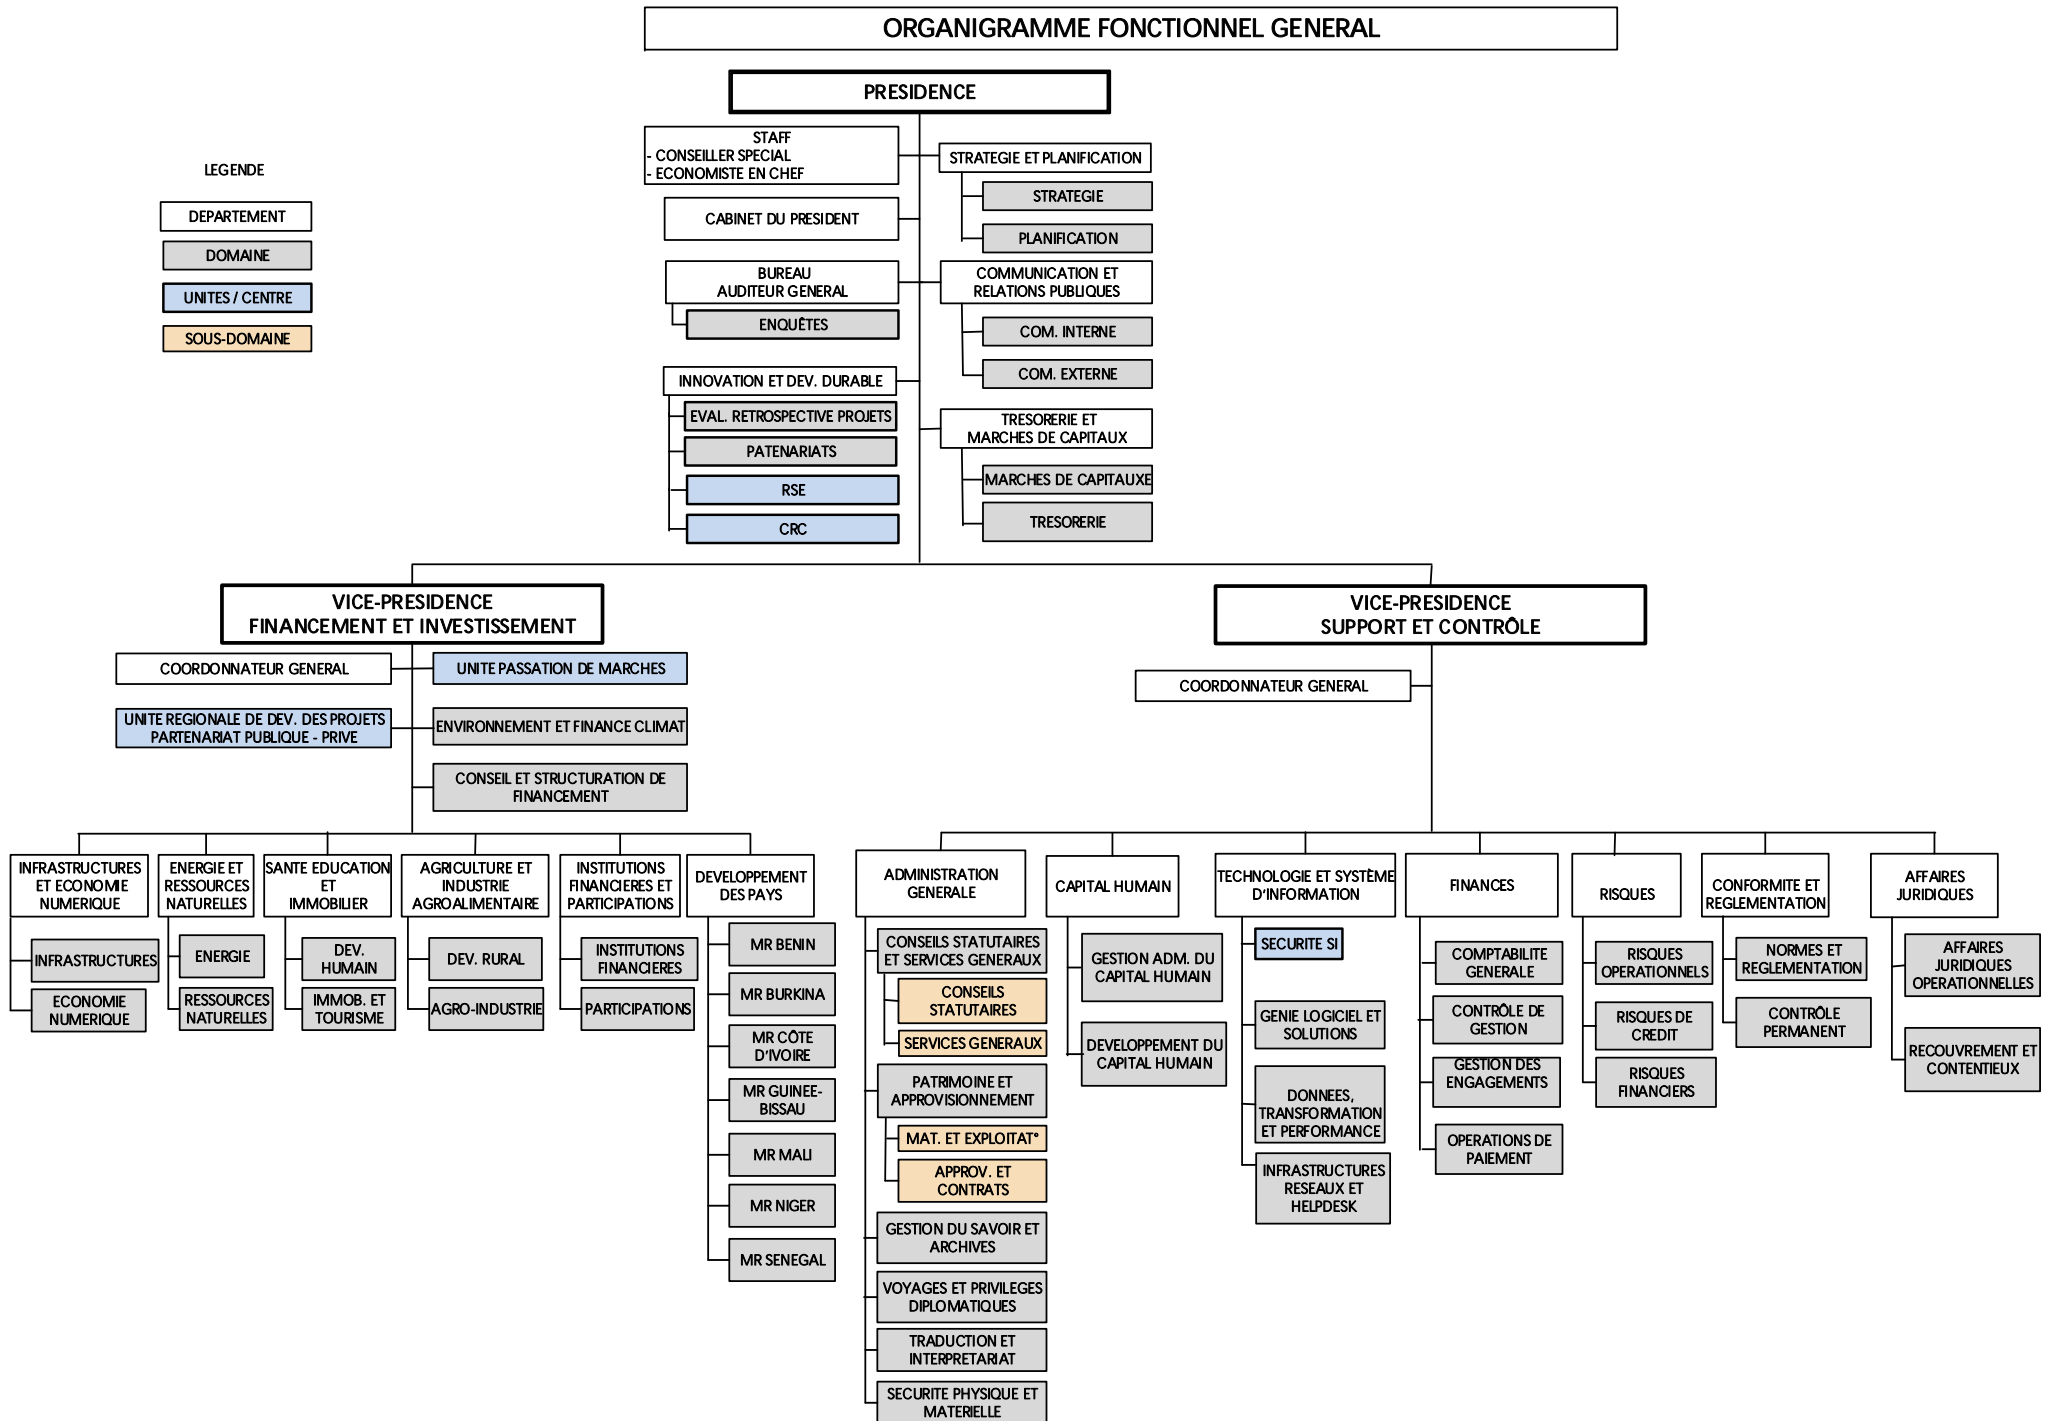 ORGANIGRAMME FONCTIONNEL GENERAL
PRESIDENCE
STAFF
- CONSEILLER SPECIAL
- ECONOMISTE EN CHEF
STRATEGIE ET PLANIFICATION
STRATEGIE
PLANIFICATION
LEGENDE
DEPARTEMENT
DOMAINE
UNITES / CENTRE
SOUS-DOMAINE
CABINET DU PRESIDENT
BUREAU
AUDITEUR GENERAL
ENQUÊTES
COMMUNICATION ET
RELATIONS PUBLIQUES
COM. INTERNE
COM. EXTERNE
INNOVATION ET DEV. DURABLE
EVAL. RETROSPECTIVE PROJETS
PATENARIATS
RSE
CRC
TRESORERIE ET
MARCHES DE CAPITAUX
MARCHES DE CAPITAUXE
TRESORERIE
VICE-PRESIDENCE
FINANCEMENT ET INVESTISSEMENT
COORDONNATEUR GENERAL
UNITE PASSATION DE MARCHES
UNITE REGIONALE DE DEV. DES PROJETS
PARTENARIAT PUBLIQUE - PRIVE
ENVIRONNEMENT ET FINANCE CLIMAT
CONSEIL ET STRUCTURATION DE
FINANCEMENT
VICE-PRESIDENCE
SUPPORT ET CONTRÔLE
COORDONNATEUR GENERAL
INFRASTRUCTURES
ET ECONOMIE
NUMERIQUE
INFRASTRUCTURES
ECONOMIE
NUMERIQUE
ENERGIE ET
RESSOURCES
NATURELLES
ENERGIE
RESSOURCES
NATURELLES
SANTE EDUCATION
ET
IMMOBILIER
DEV.
HUMAIN
IMMOB. ET
TOURISME
AGRICULTURE ET
INDUSTRIE
AGROALIMENTAIRE
DEV. RURAL
AGRO-INDUSTRIE
INSTITUTIONS
FINANCIERES ET
PARTICIPATIONS
INSTITUTIONS
FINANCIERES
PARTICIPATIONS
DEVELOPPEMENT
DES PAYS
MR BENIN
MR BURKINA
MR CÔTE
D'IVOIRE
MR GUINEE-
BISSAU
MR MALI
MR NIGER
MR SENEGAL
ADMINISTRATION
GENERALE
CONSEILS STATUTAIRES
ET SERVICES GENERAUX
CONSEILS
STATUTAIRES
SERVICES GENERAUX
PATRIMOINE ET
APPROVISIONNEMENT
MAT. ET EXPLOITAT°
APPROV. ET
CONTRATS
GESTION DU SAVOIR ET
ARCHIVES
VOYAGES ET PRIVILEGES
DIPLOMATIQUES
TRADUCTION ET
INTERPRETARIAT
SECURITE PHYSIQUE ET
MATERIELLE
CAPITAL HUMAIN
GESTION ADM. DU
CAPITAL HUMAIN
DEVELOPPEMENT DU
CAPITAL HUMAIN
TECHNOLOGIE ET SYSTÈME
D'INFORMATION
SECURITE SI
GENIE LOGICIEL ET
SOLUTIONS
DONNEES,
TRANSFORMATION
ET PERFORMANCE
INFRASTRUCTURES
RESEAUX ET
HELPDESK
FINANCES
COMPTABILITE
GENERALE
CONTRÔLE DE
GESTION
GESTION DES
ENGAGEMENTS
OPERATIONS DE
PAIEMENT
RISQUES
RISQUES
OPERATIONNELS
RISQUES DE
CREDIT
RISQUES
FINANCIERS
CONFORMITE ET
REGLEMENTATION
NORMES ET
REGLEMENTATION
CONTRÔLE
PERMANENT
AFFAIRES
JURIDIQUES
AFFAIRES
JURIDIQUES
OPERATIONNELLES
RECOUVREMENT ET
CONTENTIEUX